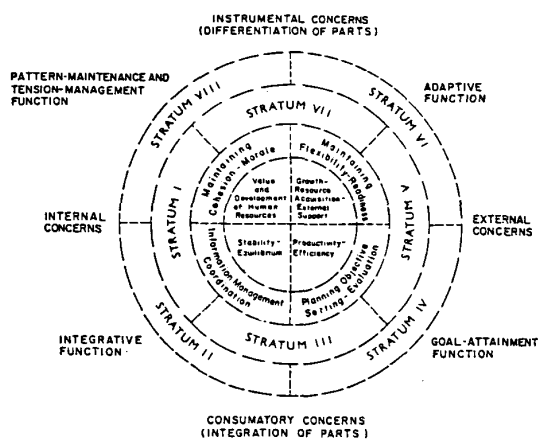 INSTRUMENTAL CONCERNS
(DIFFERENTIATION OF PARTS)
PATTERN-MAINTENANCE AND
TENSION-MANAGEMENT
FUNCTION
ADAPTIVE
FUNCTION
STRATUM VIII
STRATUM VII
STRATUM VI
Maintaining
Cohesion-Morale
Maintaining
Flexibility-Readiness
Value
and
Development
of Human
Resources
Growth-
Resource
Acquisition-
External
Support
STRATUM I
STRATUM V
INTERNAL
CONCERNS
EXTERNAL
CONCERNS
Stability-
Equilibrium
Productivity-
Efficiency
Information Management
Coordination
Planning Objective
Setting-Evaluation
STRATUM II
STRATUM III
STRATUM IV
INTEGRATIVE
FUNCTION
GOAL-ATTAINMENT
FUNCTION
CONSUMATORY CONCERNS
(INTEGRATION OF PARTS)